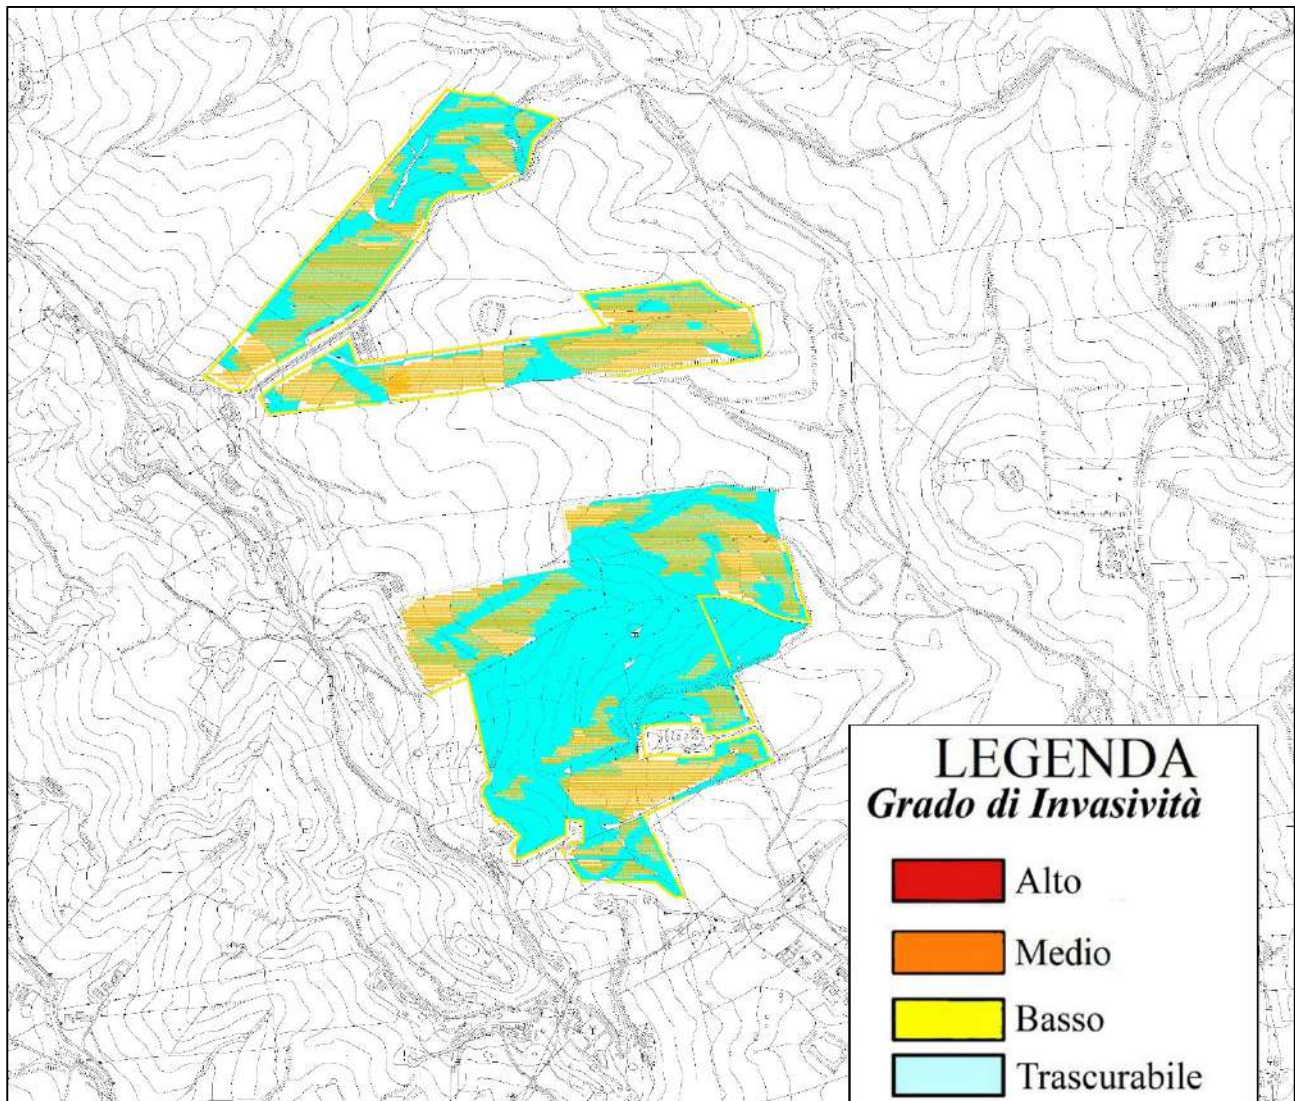 LEGENDA
Grado di Invasività
Alto
Medio
Basso
Trascurabile